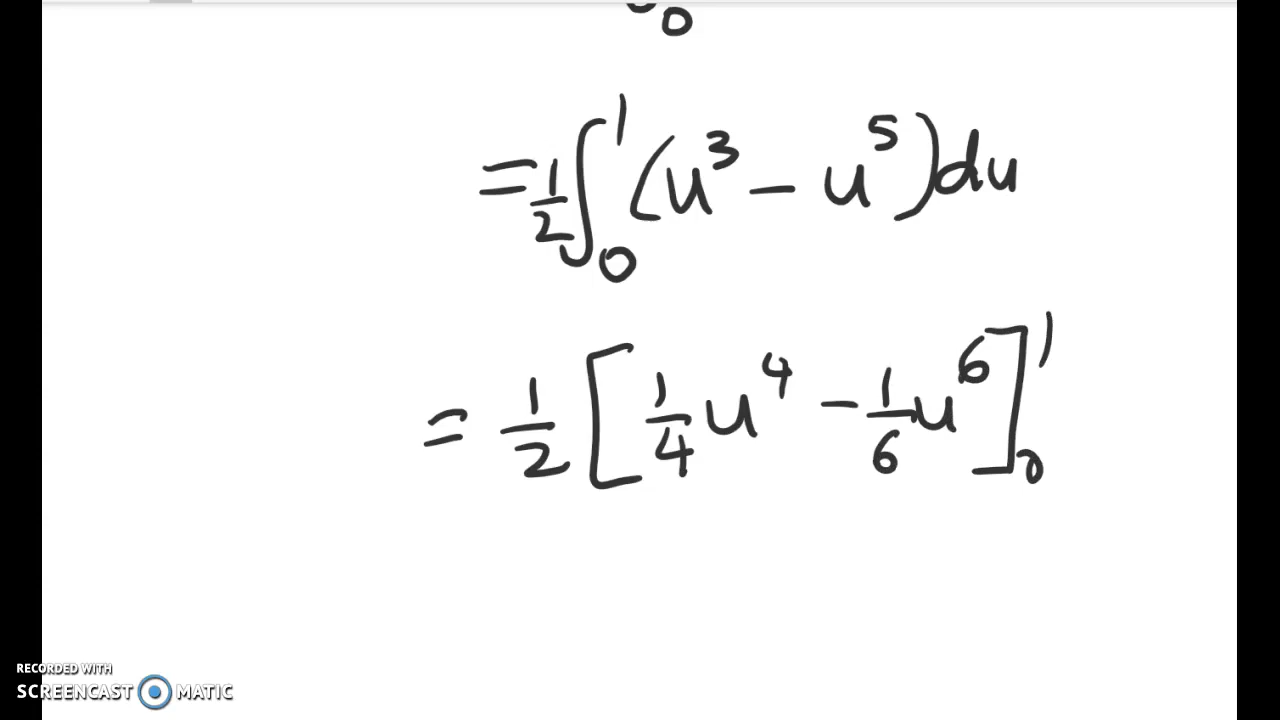 0
= 1/2 ∫₀¹ (u³ − u⁵) du
= 1/2 [ 1/4 u⁴ − 1/6 u⁶ ]₀¹
RECORDED WITH
SCREENCAST MATIC